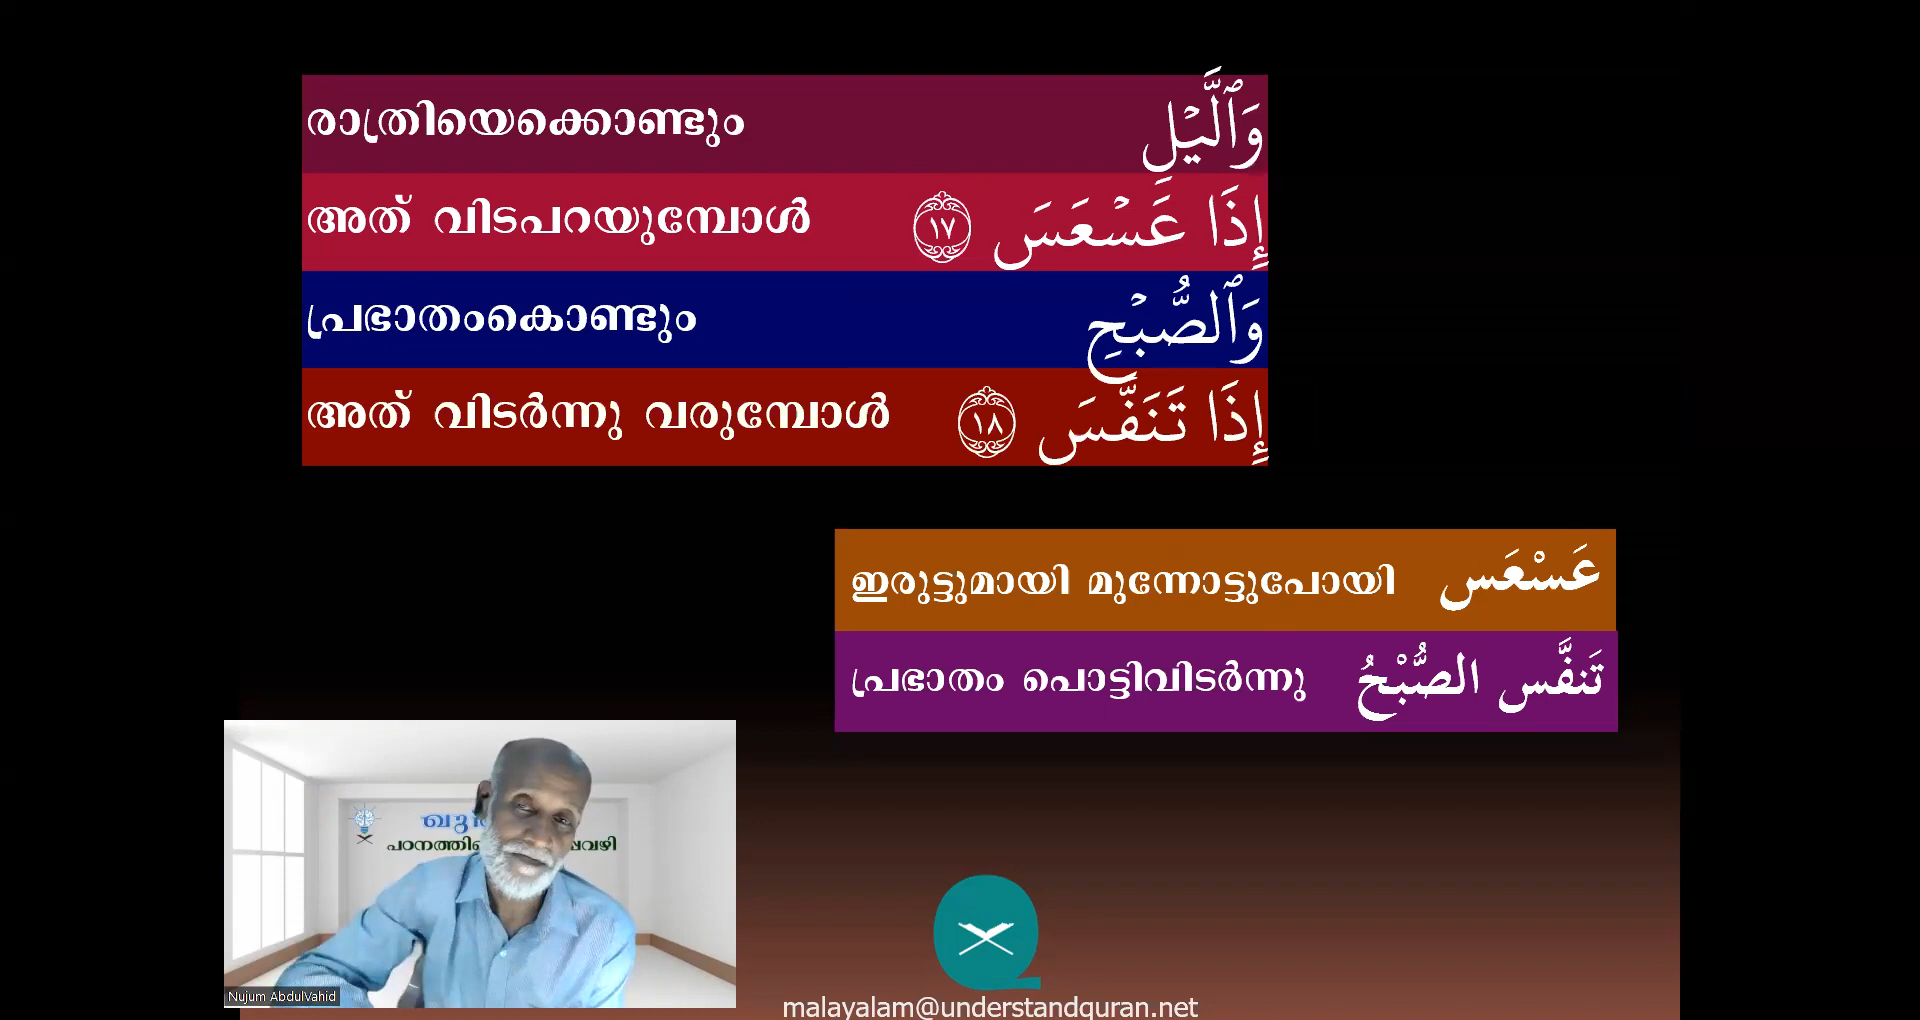 രാത്രിയെക്കൊണ്ടും وَٱلَّيۡلِ
അത് വിടപറയുമ്പോൾ إِذَا عَسۡعَسَ ١٧
പ്രഭാതംകൊണ്ടും وَٱلصُّبۡحِ
അത് വിടർന്നു വരുമ്പോൾ إِذَا تَنَفَّسَ ١٨
ഇരുട്ടുമായി മുന്നോട്ടുപോയി عَسْعَس
പ്രഭാതം പൊട്ടിവിടർന്നു تَنفَّس الصُّبْحُ
Nujum AbdulVahid
malayalam@understandquran.net